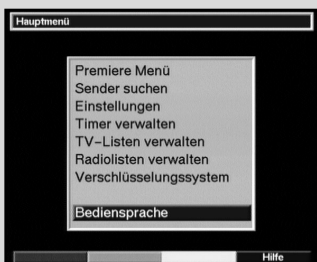 Hauptmenü
Premiere Menü
Sender suchen
Einstellungen
Timer verwalten
TV-Listen verwalten
Radiolisten verwalten
Verschlüsselungssystem
Bediensprache
Hilfe